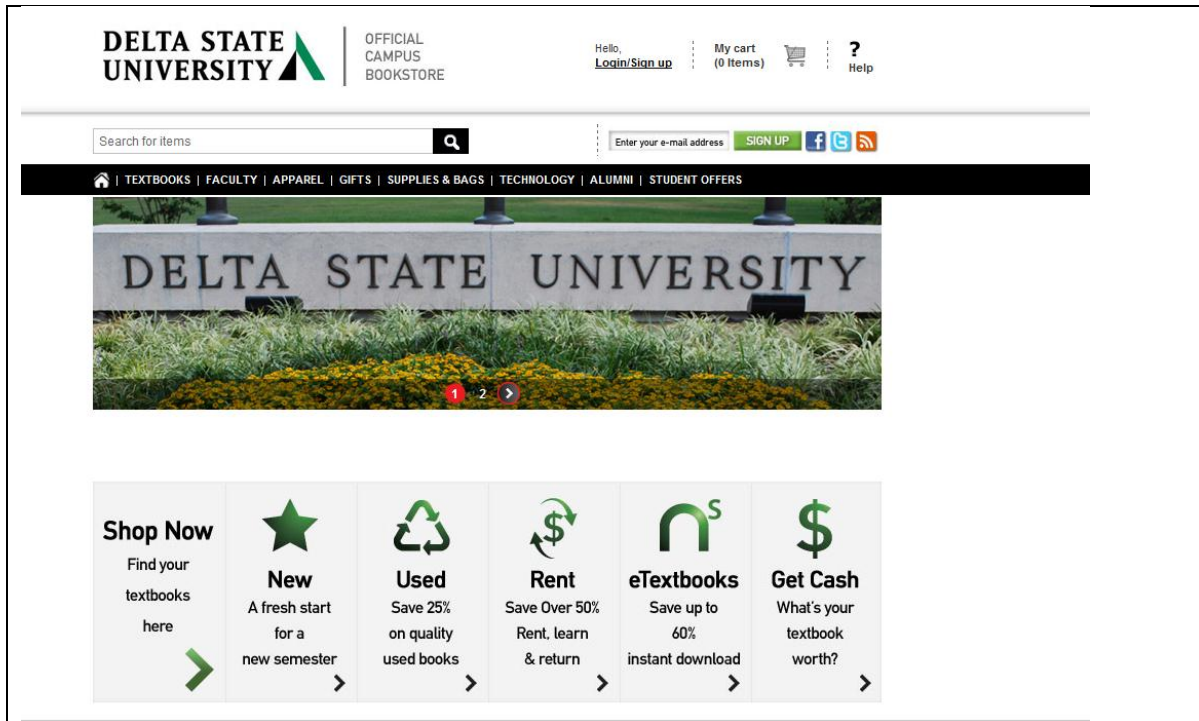 DELTA STATE
UNIVERSITY
OFFICIAL
CAMPUS
BOOKSTORE
Hello,
Login/Sign up
My cart
(0 Items)
?
Help
Search for items
Enter your e-mail address
SIGN UP
| TEXTBOOKS | FACULTY | APPAREL | GIFTS | SUPPLIES & BAGS | TECHNOLOGY | ALUMNI | STUDENT OFFERS
DELTA STATE UNIVERSITY
1 2
Shop Now
Find your
textbooks
here
New
A fresh start
for a
new semester
Used
Save 25%
on quality
used books
$
Rent
Save Over 50%
Rent, learn
& return
ns
eTextbooks
Save up to
60%
instant download
$
Get Cash
What's your
textbook
worth?